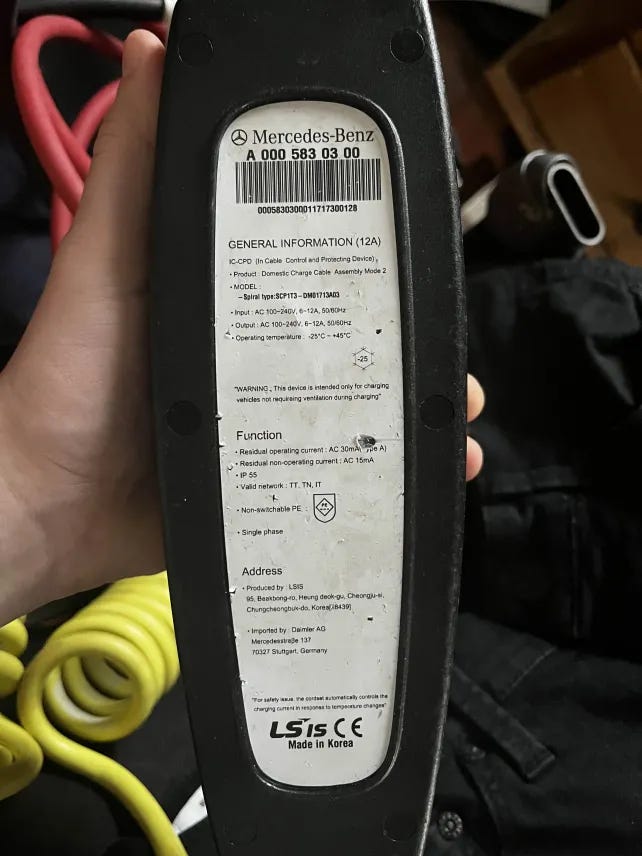 Mercedes-Benz
A 000 583 03 00
0005830300011717300128
GENERAL INFORMATION (12A)
IC-CPD (In Cable Control and Protecting Device)
• Product : Domestic Charge Cable Assembly Mode 2
• MODEL :
-Spiral type:SCP1T3-DM01713A03
• Input : AC 100~240V, 6~12A, 50/60Hz
• Output : AC 100~240V, 6~12A, 50/60Hz
• Operating temperature : -25°C ~ +45°C
-25
"WARNING , This device is intended only for charging
vehicles not requireing ventilation during charging"
Function
• Residual operating current : AC 30mA ype A)
• Residual non-operating current : AC 15mA
• IP 55
• Valid network : TT, TN, IT
• Non-switchable PE :
• Single phase
Address
• Produced by : LSIS
95, Beakbong-ro, Heung deok-gu, Cheongju-si,
Chungcheongbuk-do, Korea 8439]
• Imported by : Daimler AG
Mercedesstraße 137
70327 Stuttgart, Germany
"For safety issue, the cordset automatically controls the
charging current in response to temperature changes"
LSIS CE
Made in Korea